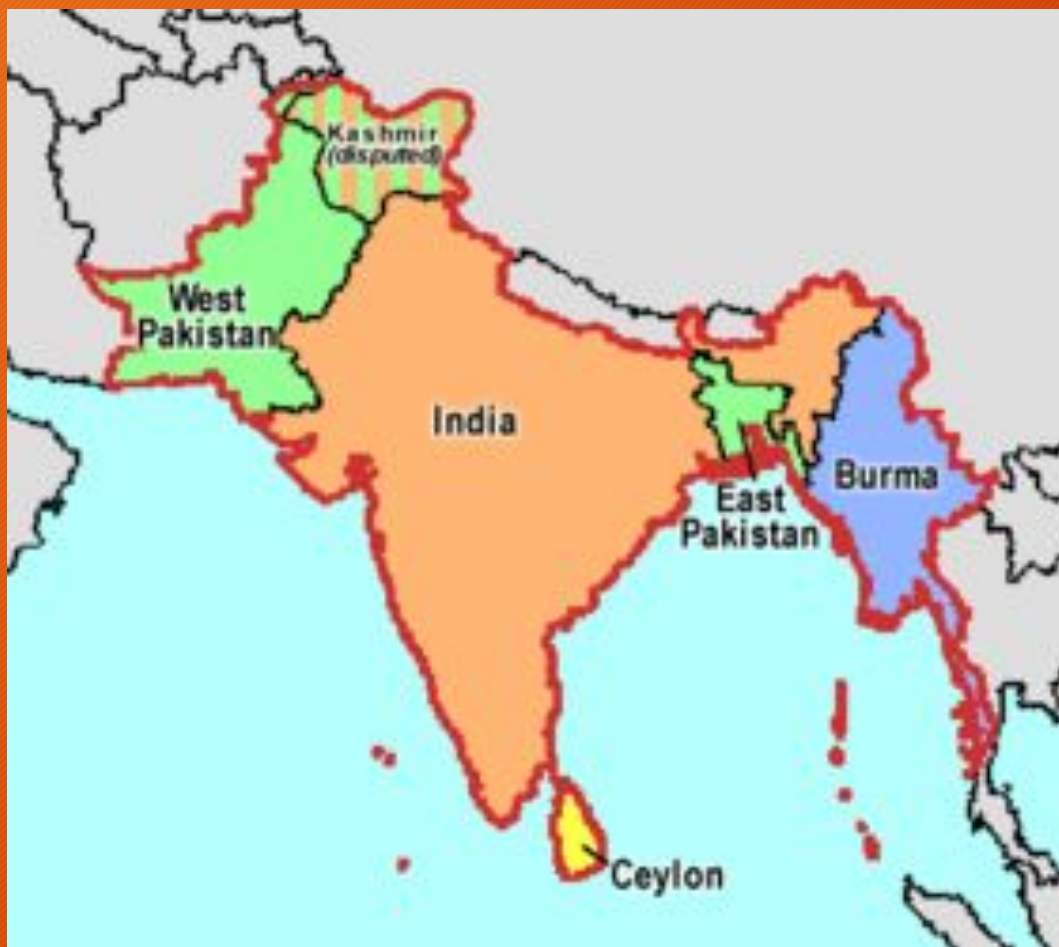 Kashmir
(disputed)
West
Pakistan
India
Burma
East
Pakistan
Ceylon